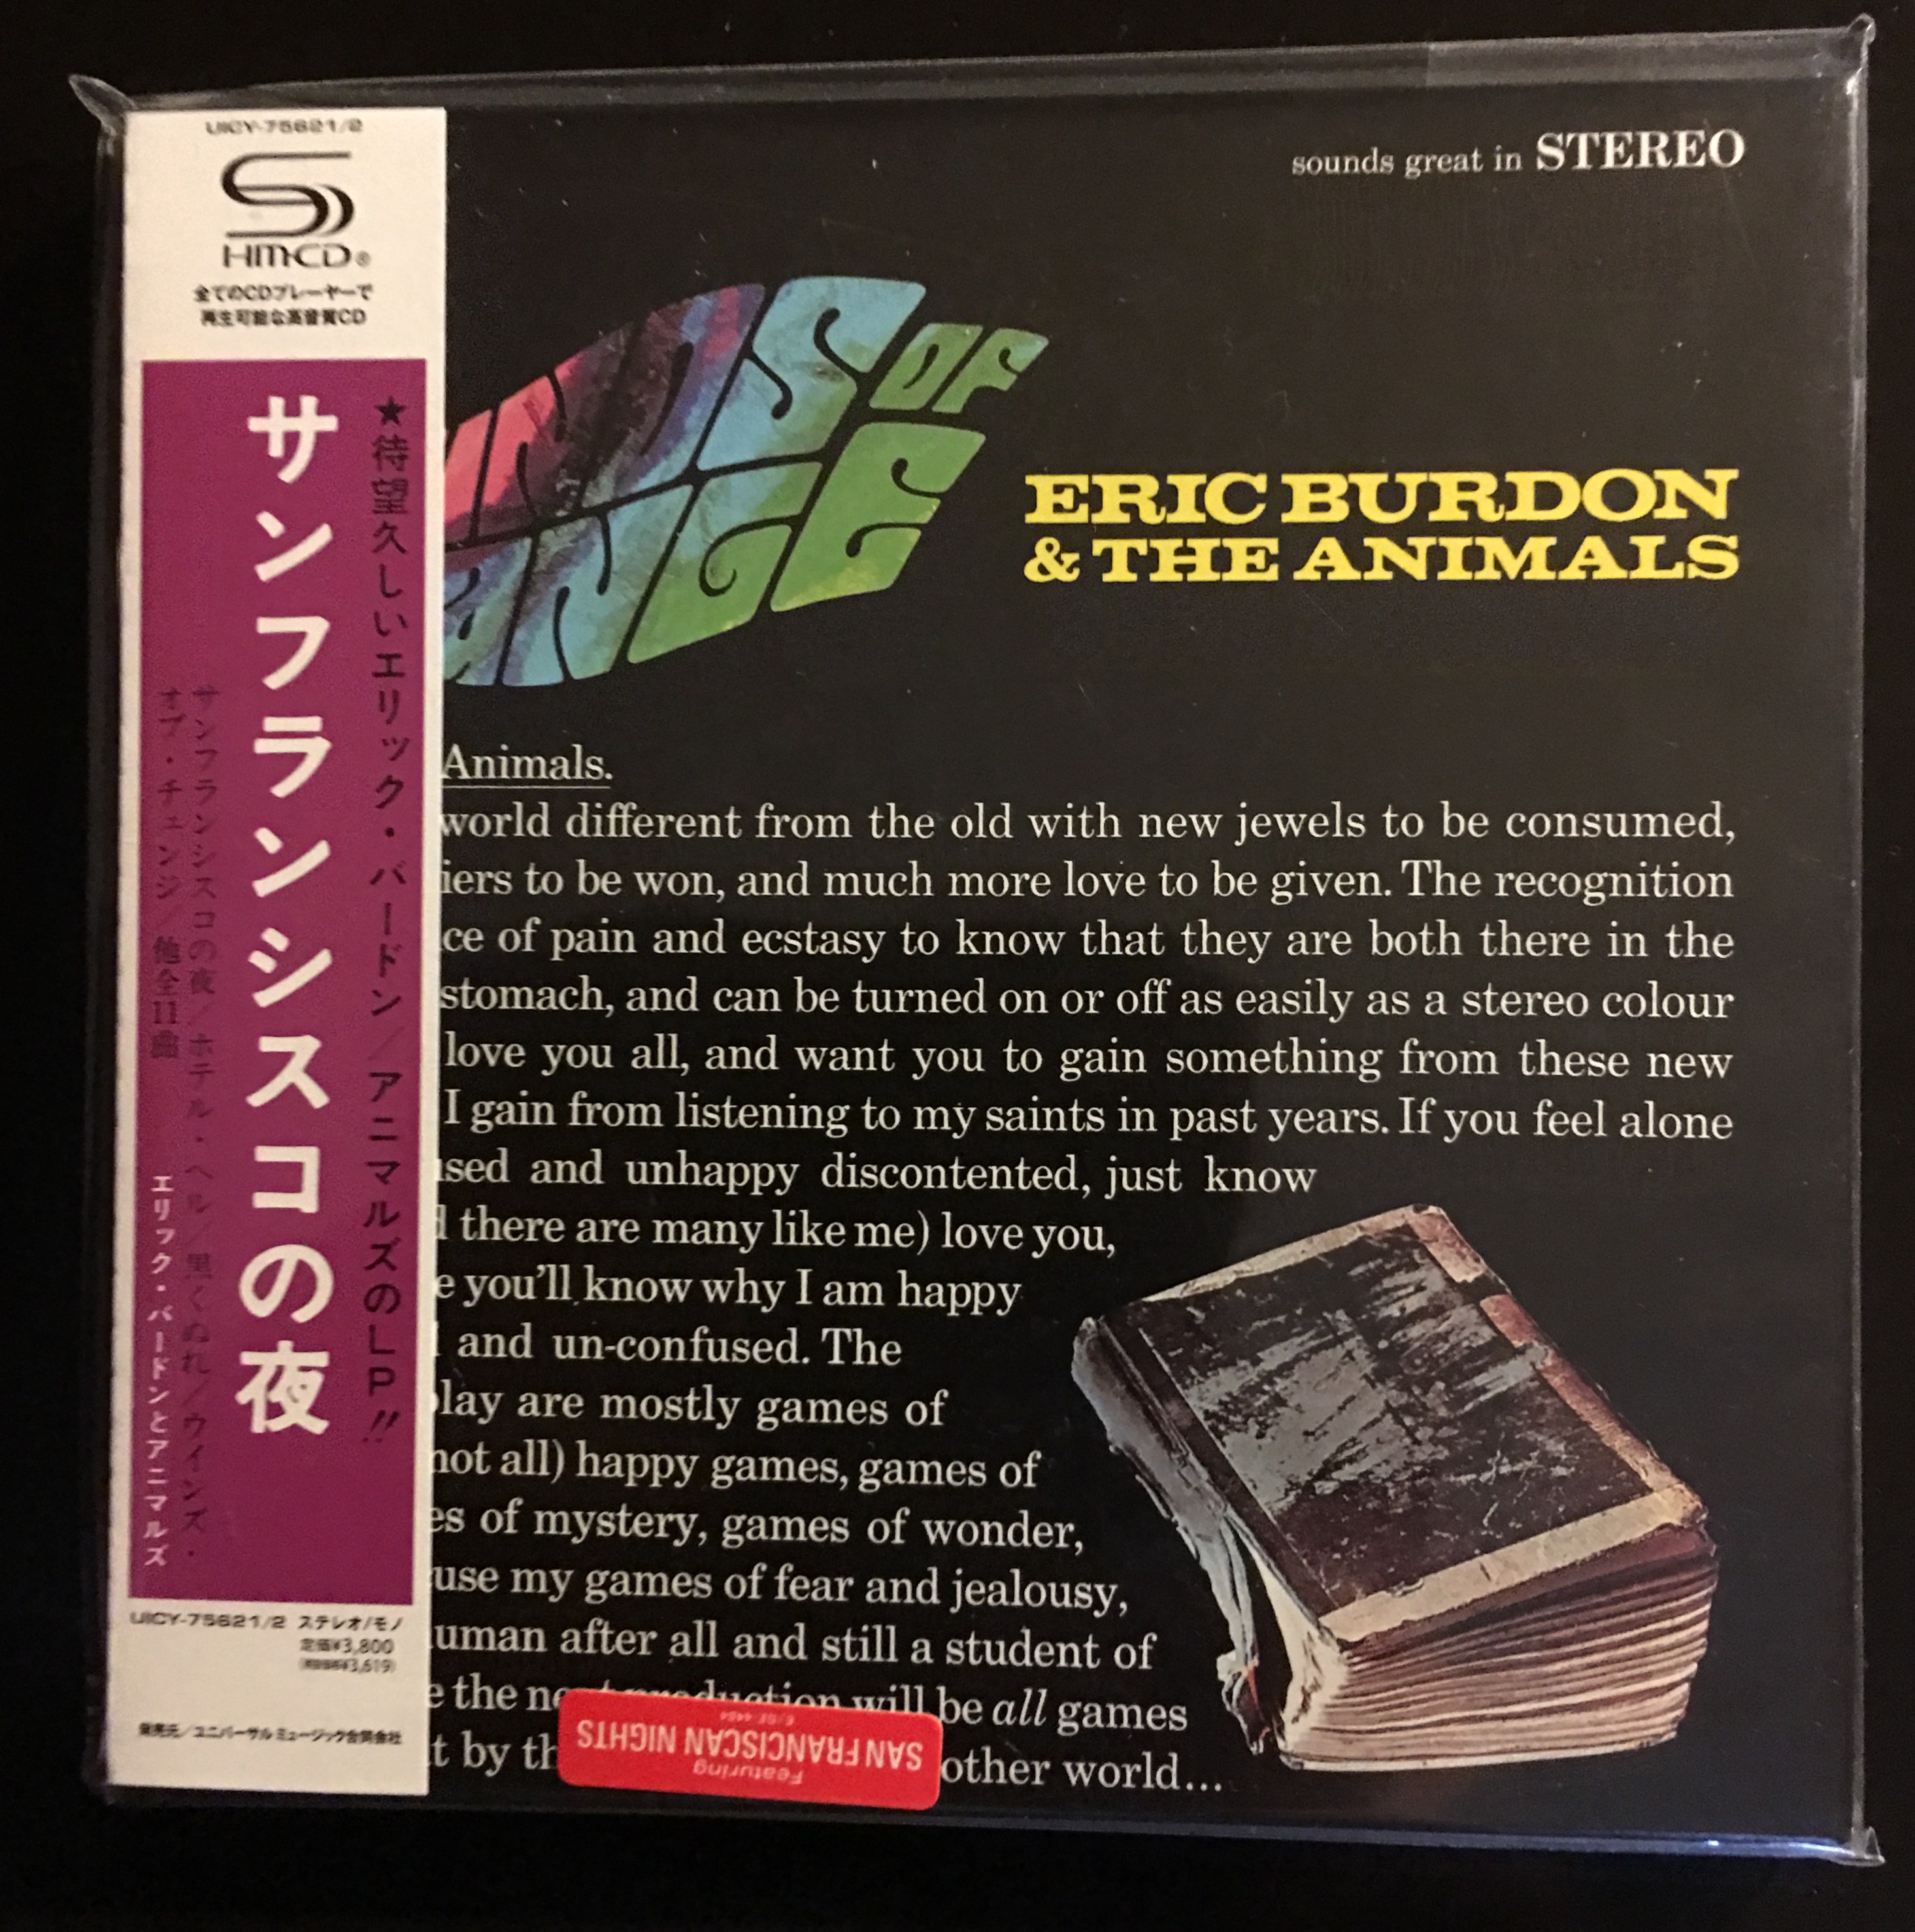 UICY-75621/2
HM-CD®
全てのCDプレーヤーで
再生可能な高音質CD
★待望久しいエリック・バードン/アニマルズのLP!!
サンフランシスコの夜
サンフランシスコの夜/ホテル・ヘル/黒くぬれ/ウインズ・
オブ・チェンジ/他全11曲
エリック・バードンとアニマルズ
UICY-75621/2 ステレオ/モノ
定価¥3,800
¥3,619
発売元/ユニバーサル ミュージック合同会社
sounds great in STEREO
NDS OF
ANGE
ERIC BURDON
& THE ANIMALS
Animals.
world different from the old with new jewels to be consumed,
iers to be won, and much more love to be given. The recognition
ce of pain and ecstasy to know that they are both there in the
stomach, and can be turned on or off as easily as a stereo colour
love you all, and want you to gain something from these new
I gain from listening to my saints in past years. If you feel alone
sed and unhappy discontented, just know
there are many like me) love you,
e you'll know why I am happy
and un-confused. The
lay are mostly games of
not all) happy games, games of
es of mystery, games of wonder,
use my games of fear and jealousy,
uman after all and still a student of
e the next production will be all games
t by th other world...
Featuring
SAN FRANCISCAN NIGHTS
E/SE-4484